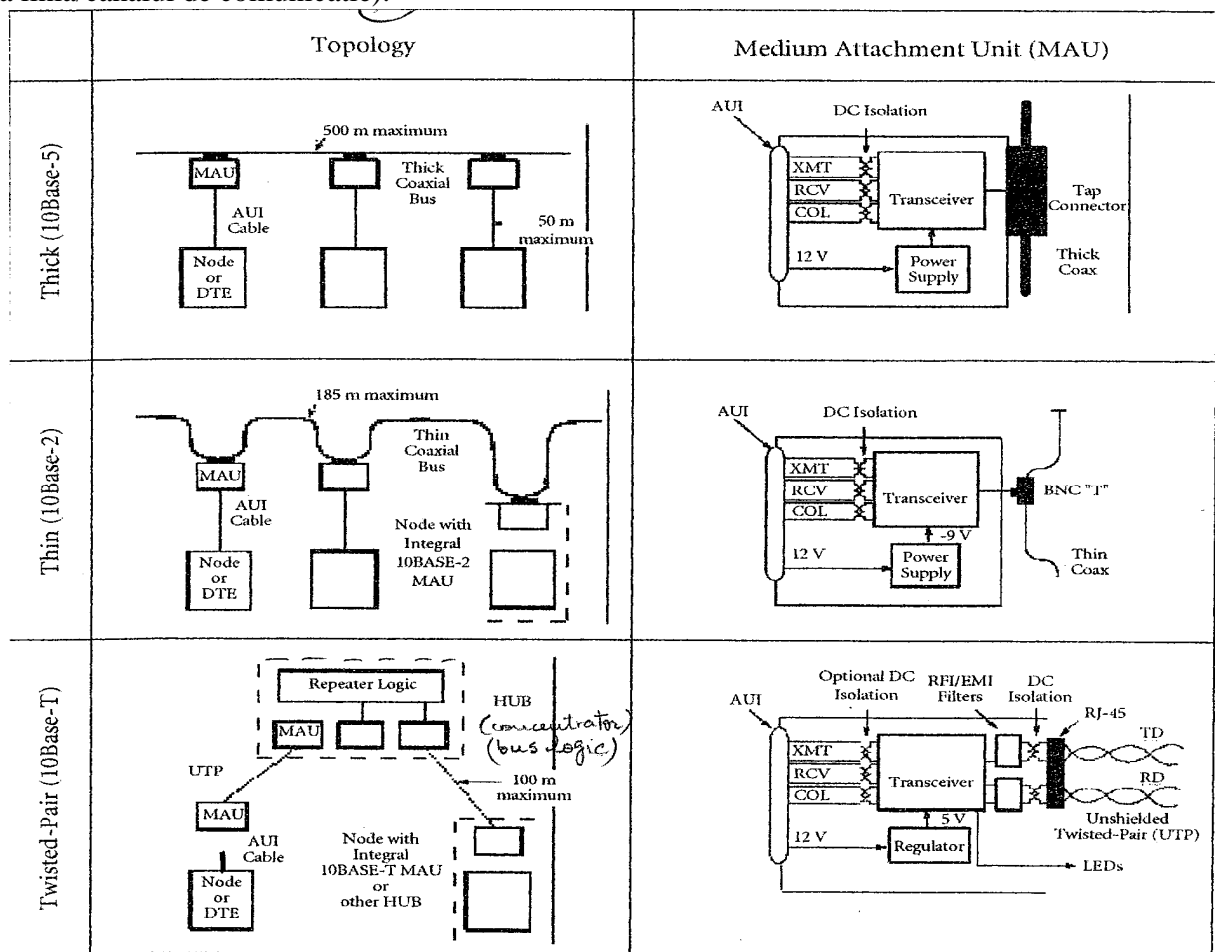 a linia/canalul de comunicație).
Topology
Medium Attachment Unit (MAU)
Thick (10Base-5)
500 m maximum
MAU
Thick
Coaxial
Bus
AUI
Cable
50 m
maximum
Node
or
DTE
AUI
DC Isolation
XMT
RCV
COL
Transceiver
12 V
Power
Supply
Tap
Connector
Thick
Coax
Thin (10Base-2)
185 m maximum
Thin
Coaxial
Bus
MAU
AUI
Cable
Node
or
DTE
Node with
Integral
10BASE-2
MAU
AUI
DC Isolation
XMT
RCV
COL
Transceiver
-9 V
12 V
Power
Supply
BNC "T"
Thin
Coax
Twisted-Pair (10Base-T)
Repeater Logic
MAU
HUB
(concentrator)
(bus logic)
UTP
100 m
maximum
MAU
AUI
Cable
Node
or
DTE
Node with
Integral
10BASE-T MAU
or
other HUB
AUI
Optional DC
Isolation
RFI/EMI
Filters
DC
Isolation
RJ-45
XMT
RCV
COL
Transceiver
TD
RD
5 V
12 V
Regulator
Unshielded
Twisted-Pair (UTP)
LEDs